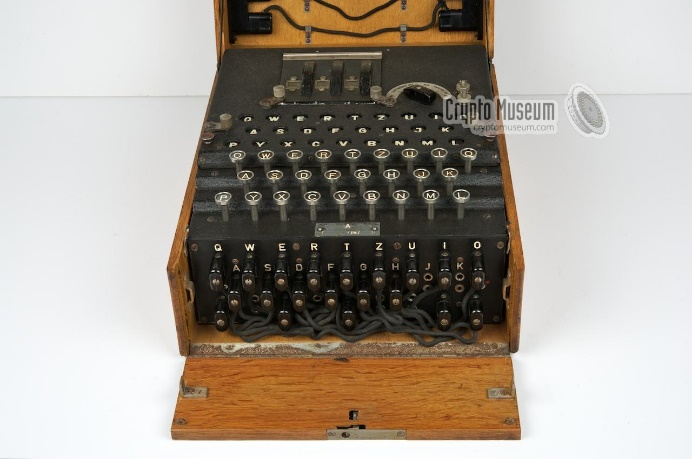 Crypto Museum
cryptomuseum.com
Q W E R T Z U I O
A S D F G H J K
P Y X C V B N M L
Q W E R T Z U I O
A S D F G H J K
P Y X C V B N M L
A
Q W E R T Z U I O
A S D F G H J K